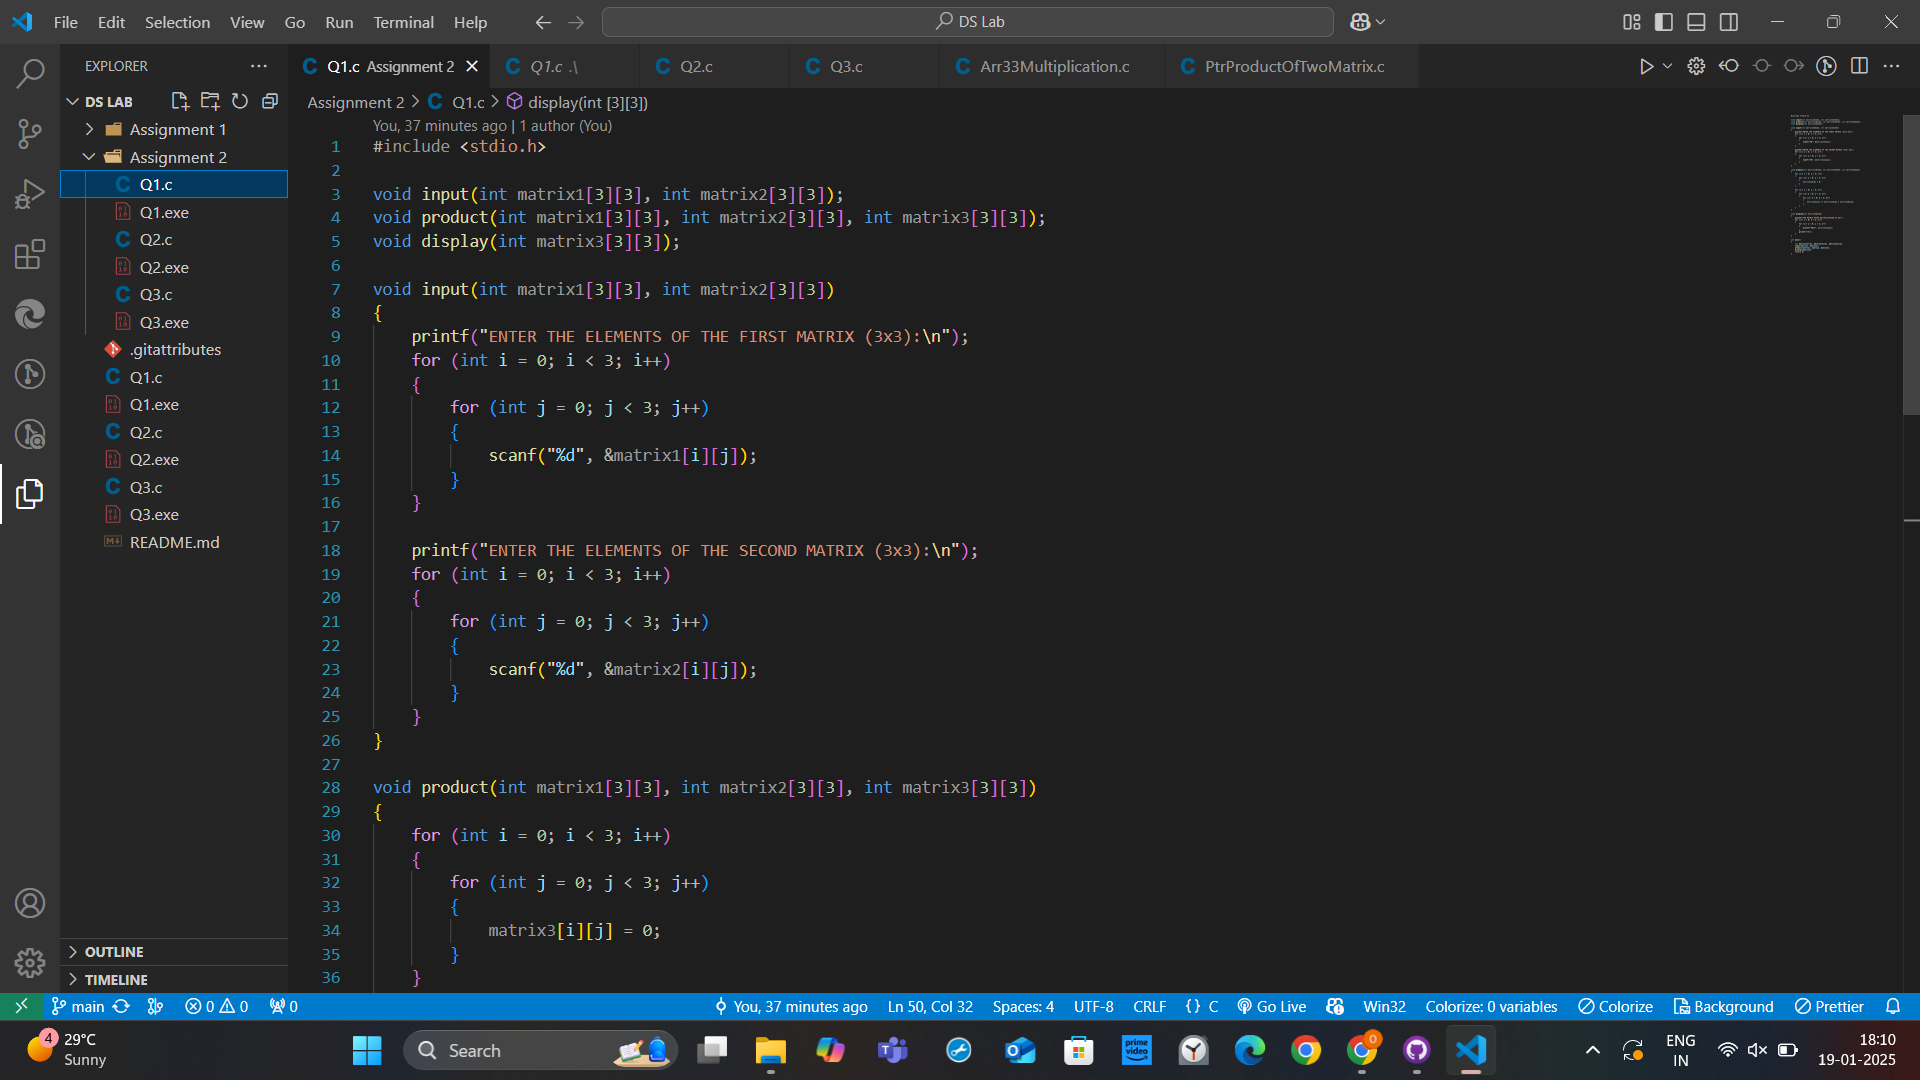 File Edit Selection View Go Run Terminal Help
DS Lab
EXPLORER
DS LAB
Assignment 1
Assignment 2
Q1.c
Q1.exe
Q2.c
Q2.exe
Q3.c
Q3.exe
.gitattributes
Q1.c
Q1.exe
Q2.c
Q2.exe
Q3.c
Q3.exe
README.md
OUTLINE
TIMELINE
Q1.c Assignment 2
Q1.c .\
Q2.c
Q3.c
Arr33Multiplication.c
PtrProductOfTwoMatrix.c
Assignment 2 > Q1.c > display(int [3][3])
You, 37 minutes ago | 1 author (You)
1 #include <stdio.h>
2
3 void input(int matrix1[3][3], int matrix2[3][3]);
4 void product(int matrix1[3][3], int matrix2[3][3], int matrix3[3][3]);
5 void display(int matrix3[3][3]);
6
7 void input(int matrix1[3][3], int matrix2[3][3])
8 {
9 printf("ENTER THE ELEMENTS OF THE FIRST MATRIX (3x3):\n");
10 for (int i = 0; i < 3; i++)
11 {
12 for (int j = 0; j < 3; j++)
13 {
14 scanf("%d", &matrix1[i][j]);
15 }
16 }
17
18 printf("ENTER THE ELEMENTS OF THE SECOND MATRIX (3x3):\n");
19 for (int i = 0; i < 3; i++)
20 {
21 for (int j = 0; j < 3; j++)
22 {
23 scanf("%d", &matrix2[i][j]);
24 }
25 }
26 }
27
28 void product(int matrix1[3][3], int matrix2[3][3], int matrix3[3][3])
29 {
30 for (int i = 0; i < 3; i++)
31 {
32 for (int j = 0; j < 3; j++)
33 {
34 matrix3[i][j] = 0;
35 }
36 }
main 0 0 0 You, 37 minutes ago Ln 50, Col 32 Spaces: 4 UTF-8 CRLF {} C Go Live Win32 Colorize: 0 variables Colorize Background Prettier
4 29°C
Sunny
Search
prime video
0
ENG
IN
18:10
19-01-2025